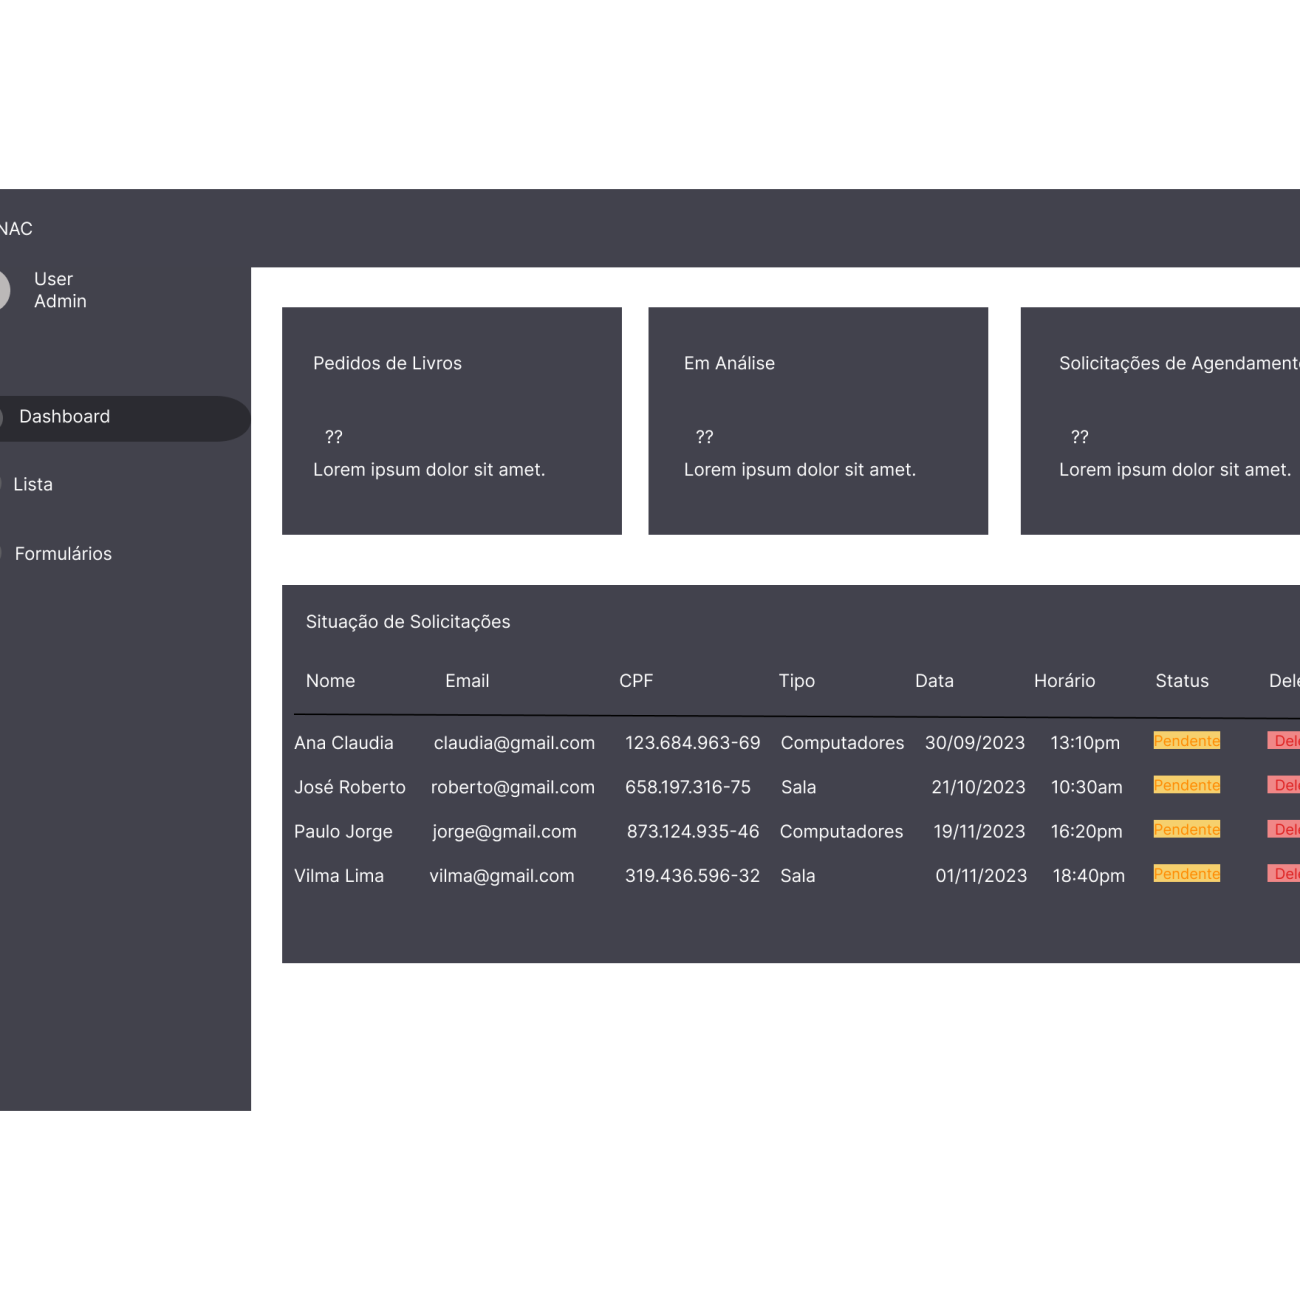 NAC
User
Admin
Dashboard
Lista
Formulários
Pedidos de Livros
??
Lorem ipsum dolor sit amet.
Em Análise
??
Lorem ipsum dolor sit amet.
Solicitações de Agendament
??
Lorem ipsum dolor sit amet.
Situação de Solicitações
Nome Email CPF Tipo Data Horário Status Dele
Ana Claudia claudia@gmail.com 123.684.963-69 Computadores 30/09/2023 13:10pm Pendente Dele
José Roberto roberto@gmail.com 658.197.316-75 Sala 21/10/2023 10:30am Pendente Dele
Paulo Jorge jorge@gmail.com 873.124.935-46 Computadores 19/11/2023 16:20pm Pendente Dele
Vilma Lima vilma@gmail.com 319.436.596-32 Sala 01/11/2023 18:40pm Pendente Dele